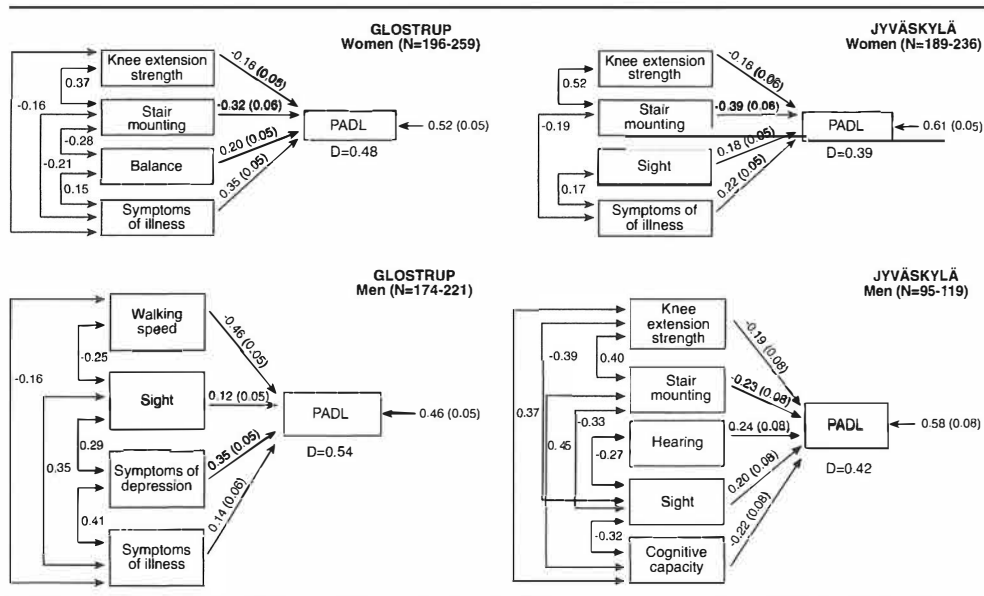 GLOSTRUP
Women (N=196-259)
Knee extension
strength
Stair
mounting
Balance
Symptoms
of illness
-0.16
0.37
-0.28
-0.21
0.15
-0.16 (0.05)
-0.32 (0.06)
0.20 (0.05)
0.35 (0.05)
PADL
0.52 (0.05)
D=0.48
JYVÄSKYLÄ
Women (N=189-236)
Knee extension
strength
Stair
mounting
Sight
Symptoms of
of illness
0.52
-0.19
0.17
-0.16 (0.06)
-0.39 (0.06)
0.18 (0.05)
0.22 (0.05)
PADL
0.61 (0.05)
D=0.39
GLOSTRUP
Men (N=174-221)
Walking
speed
Sight
Symptoms of
depression
Symptoms
of illness
-0.25
-0.16
0.29
0.35
0.41
-0.46 (0.05)
0.12 (0.05)
0.35 (0.05)
0.14 (0.06)
PADL
0.46 (0.05)
D=0.54
JYVÄSKYLÄ
Men (N=95-119)
Knee
extension
strength
Stair
mounting
Hearing
Sight
Cognitive
capacity
-0.39
0.40
0.37
-0.33
0.45
-0.27
-0.32
-0.19 (0.08)
-0.23 (0.08)
0.24 (0.08)
0.20 (0.08)
-0.22 (0.08)
PADL
0.58 (0.08)
D=0.42